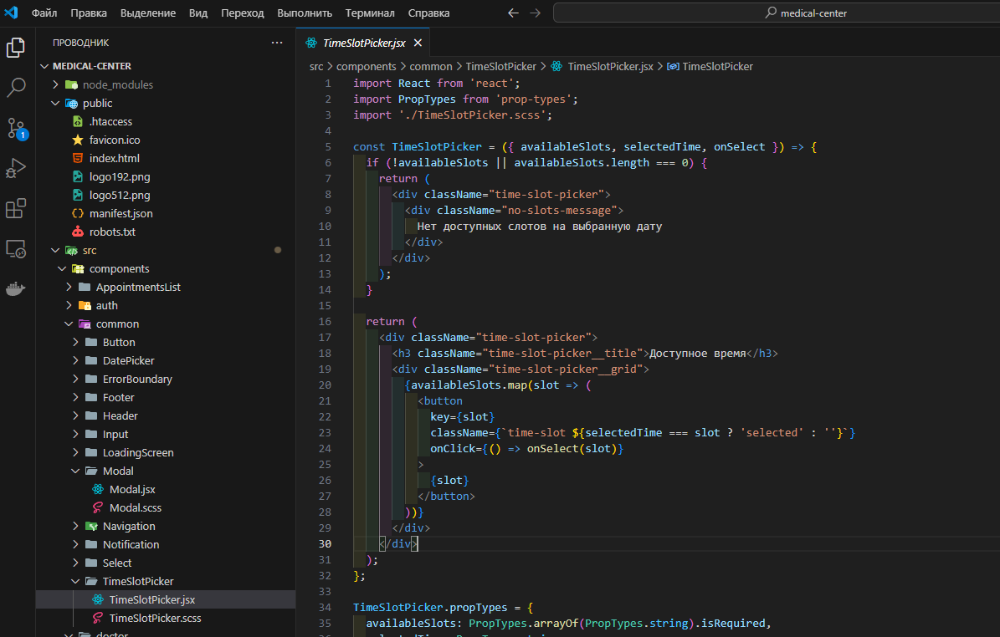 Файл Правка Выделение Вид Переход Выполнить Терминал Справка
medical-center
ПРОВОДНИК
MEDICAL-CENTER
node_modules
public
.htaccess
favicon.ico
index.html
logo192.png
logo512.png
manifest.json
robots.txt
src
components
AppointmentsList
auth
common
Button
DatePicker
ErrorBoundary
Footer
Header
Input
LoadingScreen
Modal
Modal.jsx
Modal.scss
Navigation
Notification
Select
TimeSlotPicker
TimeSlotPicker.jsx
TimeSlotPicker.scss
doctor
1
TimeSlotPicker.jsx
src > components > common > TimeSlotPicker > TimeSlotPicker.jsx > TimeSlotPicker
1 import React from 'react';
2 import PropTypes from 'prop-types';
3 import './TimeSlotPicker.scss';
4
5 const TimeSlotPicker = ({ availableSlots, selectedTime, onSelect }) => {
6 if (!availableSlots || availableSlots.length === 0) {
7 return (
8 <div className="time-slot-picker">
9 <div className="no-slots-message">
10 Нет доступных слотов на выбранную дату
11 </div>
12 </div>
13 );
14 }
15
16 return (
17 <div className="time-slot-picker">
18 <h3 className="time-slot-picker__title">Доступное время</h3>
19 <div className="time-slot-picker__grid">
20 {availableSlots.map(slot => (
21 <button
22 key={slot}
23 className={`time-slot ${selectedTime === slot ? 'selected' : ''}`}
24 onClick={() => onSelect(slot)}
25 >
26 {slot}
27 </button>
28 ))}
29 </div>
30 </div>
31 );
32 };
33
34 TimeSlotPicker.propTypes = {
35 availableSlots: PropTypes.arrayOf(PropTypes.string).isRequired,